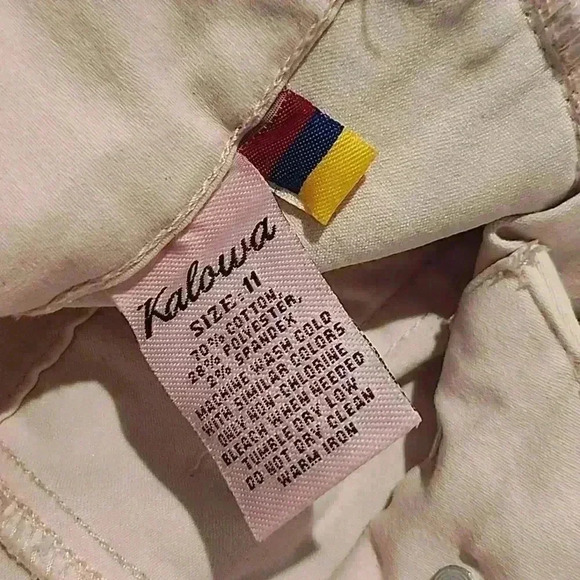 Kalowa
SIZE: 11
70% COTTON,
28% POLYESTER,
2% SPANDEX
MACHINE WASH COLD
WITH SIMILAR COLORS
ONLY NON-CHLORINE
BLEACH WHEN NEEDED
TUMBLE DRY LOW
DO NOT DRY CLEAN
WARM IRON